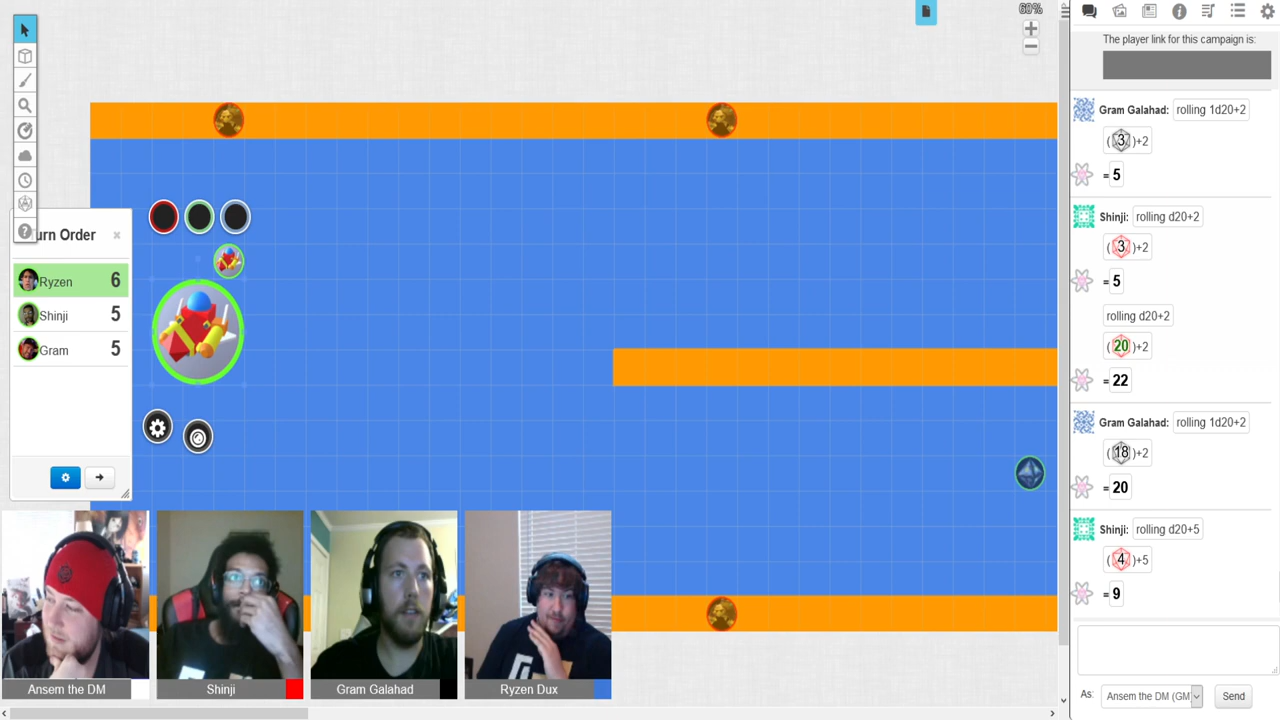 60%
The player link for this campaign is:
Gram Galahad: rolling 1d20+2
(3)+2
=5
Shinji: rolling d20+2
(3)+2
=5
rolling d20+2
(20)+2
=22
Gram Galahad: rolling 1d20+2
(18)+2
=20
Shinji: rolling d20+5
(4)+5
=9
As: Ansem the DM (GM)
Send
urn Order ×
Ryzen 6
Shinji 5
Gram 5
Ansem the DM
Shinji
Gram Galahad
Ryzen Dux